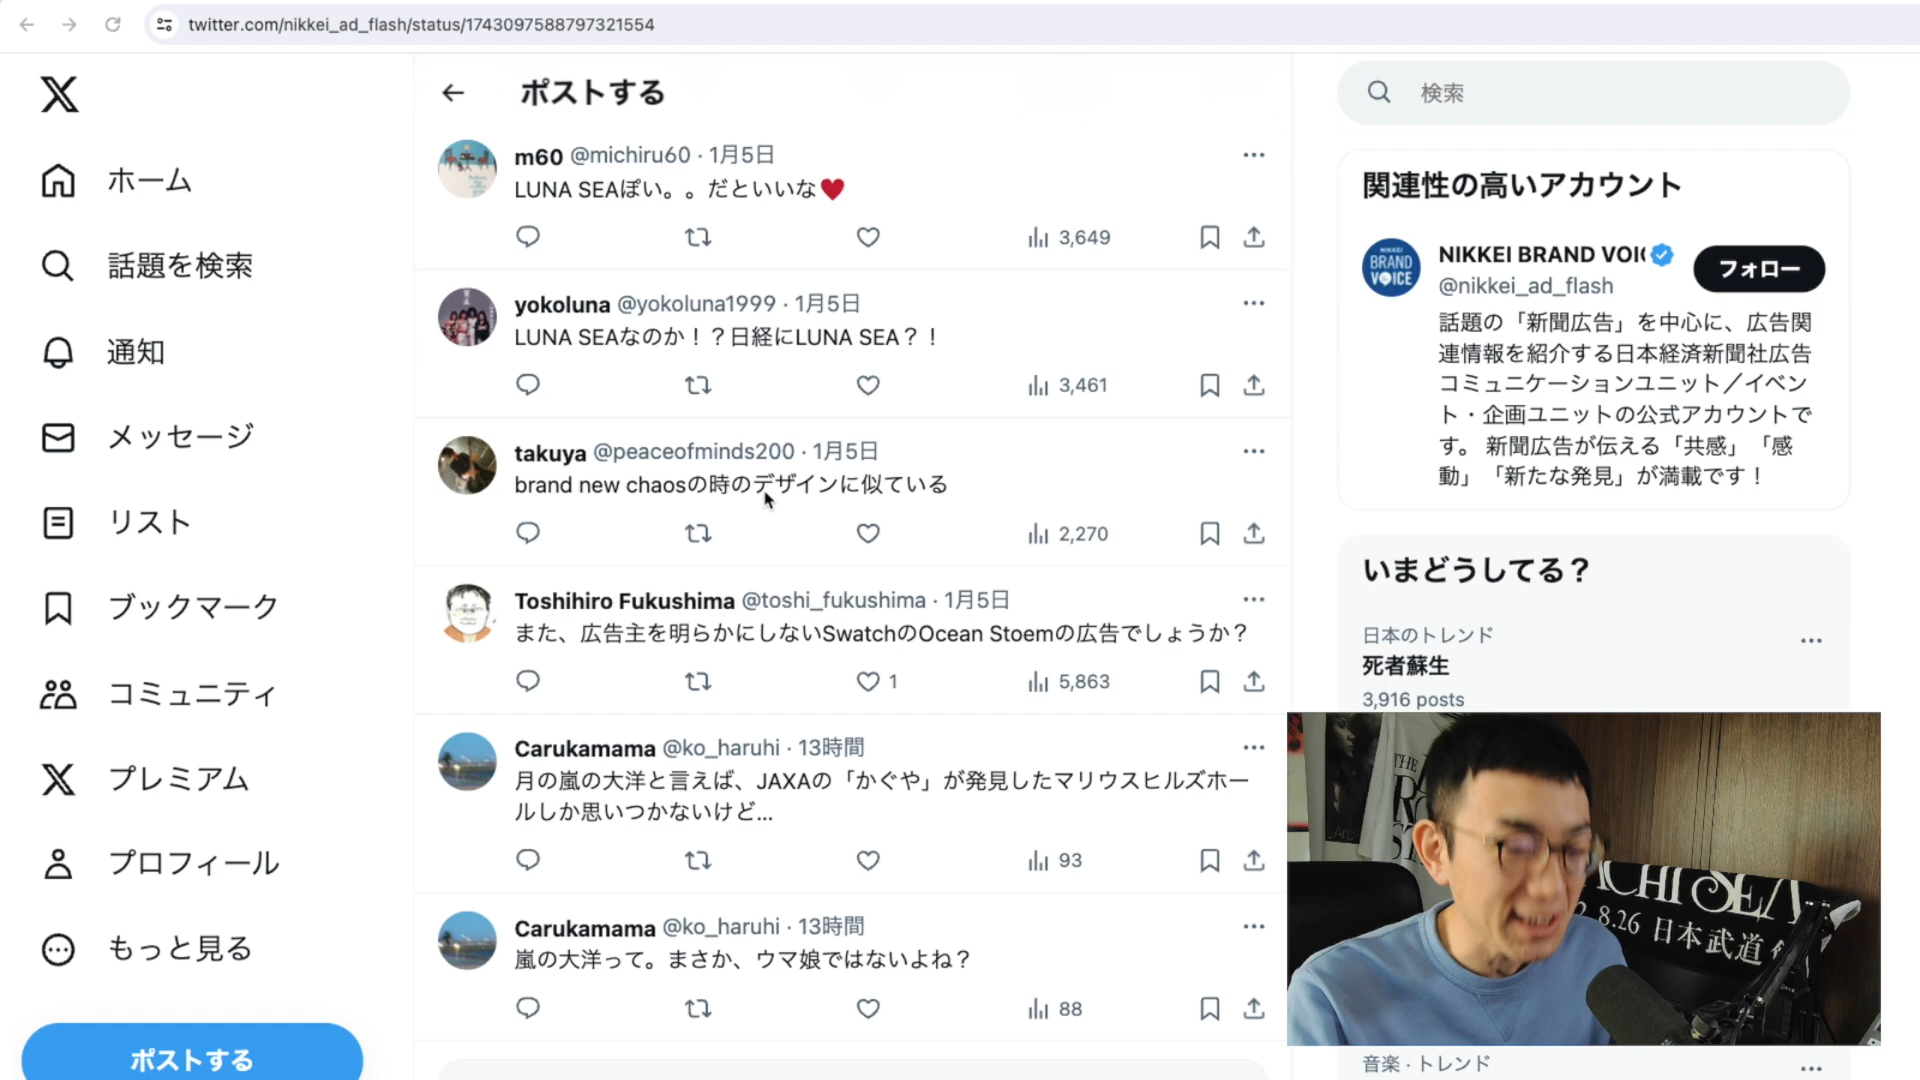 twitter.com/nikkei_ad_flash/status/1743097588797321554
ホーム
話題を検索
通知
メッセージ
リスト
ブックマーク
コミュニティ
プレミアム
プロフィール
もっと見る
ポストする
ポストする
m60 @michiru60 · 1月5日
LUNA SEAぽい。。だといいな♥
3,649
yokoluna @yokoluna1999 · 1月5日
LUNA SEAなのか！？日経にLUNA SEA？！
3,461
takuya @peaceofminds200 · 1月5日
brand new chaosの時のデザインに似ている
2,270
Toshihiro Fukushima @toshi_fukushima · 1月5日
また、広告主を明らかにしないSwatchのOcean Stoemの広告でしょうか？
1
5,863
Carukamama @ko_haruhi · 13時間
月の嵐の大洋と言えば、JAXAの「かぐや」が発見したマリウスヒルズホー
ルしか思いつかないけど...
93
Carukamama @ko_haruhi · 13時間
嵐の大洋って。まさか、ウマ娘ではないよね？
88
検索
関連性の高いアカウント
NIKKEI
BRAND
VOICE
NIKKEI BRAND VOI
@nikkei_ad_flash
フォロー
話題の「新聞広告」を中心に、広告関
連情報を紹介する日本経済新聞社広告
コミュニケーションユニット／イベン
ト・企画ユニットの公式アカウントで
す。 新聞広告が伝える「共感」「感
動」「新たな発見」が満載です！
いまどうしてる？
日本のトレンド
死者蘇生
3,916 posts
THE
8.26 日本武道
音楽 · トレンド